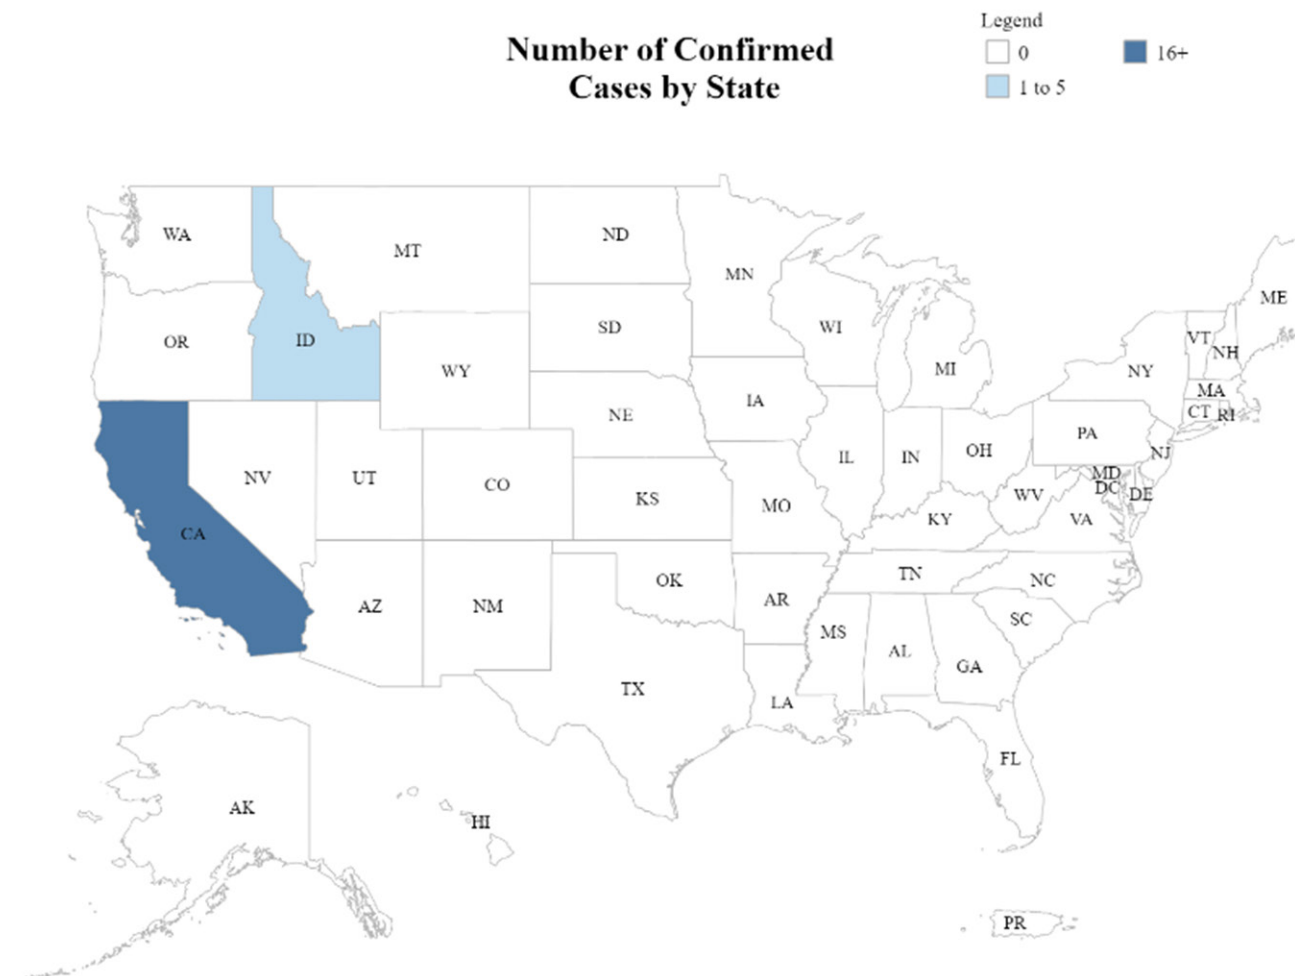 Number of Confirmed
Cases by State
Legend
0
16+
1 to 5
WA
MT
ND
MN
ME
OR
ID
SD
WI
VT
NH
WY
MI
NY
MA
NE
IA
CT
RI
PA
NV
UT
CO
KS
IL
IN
OH
NJ
MD
DC
DE
WV
CA
MO
KY
VA
AZ
NM
OK
AR
TN
NC
SC
MS
AL
GA
TX
LA
FL
AK
HI
PR